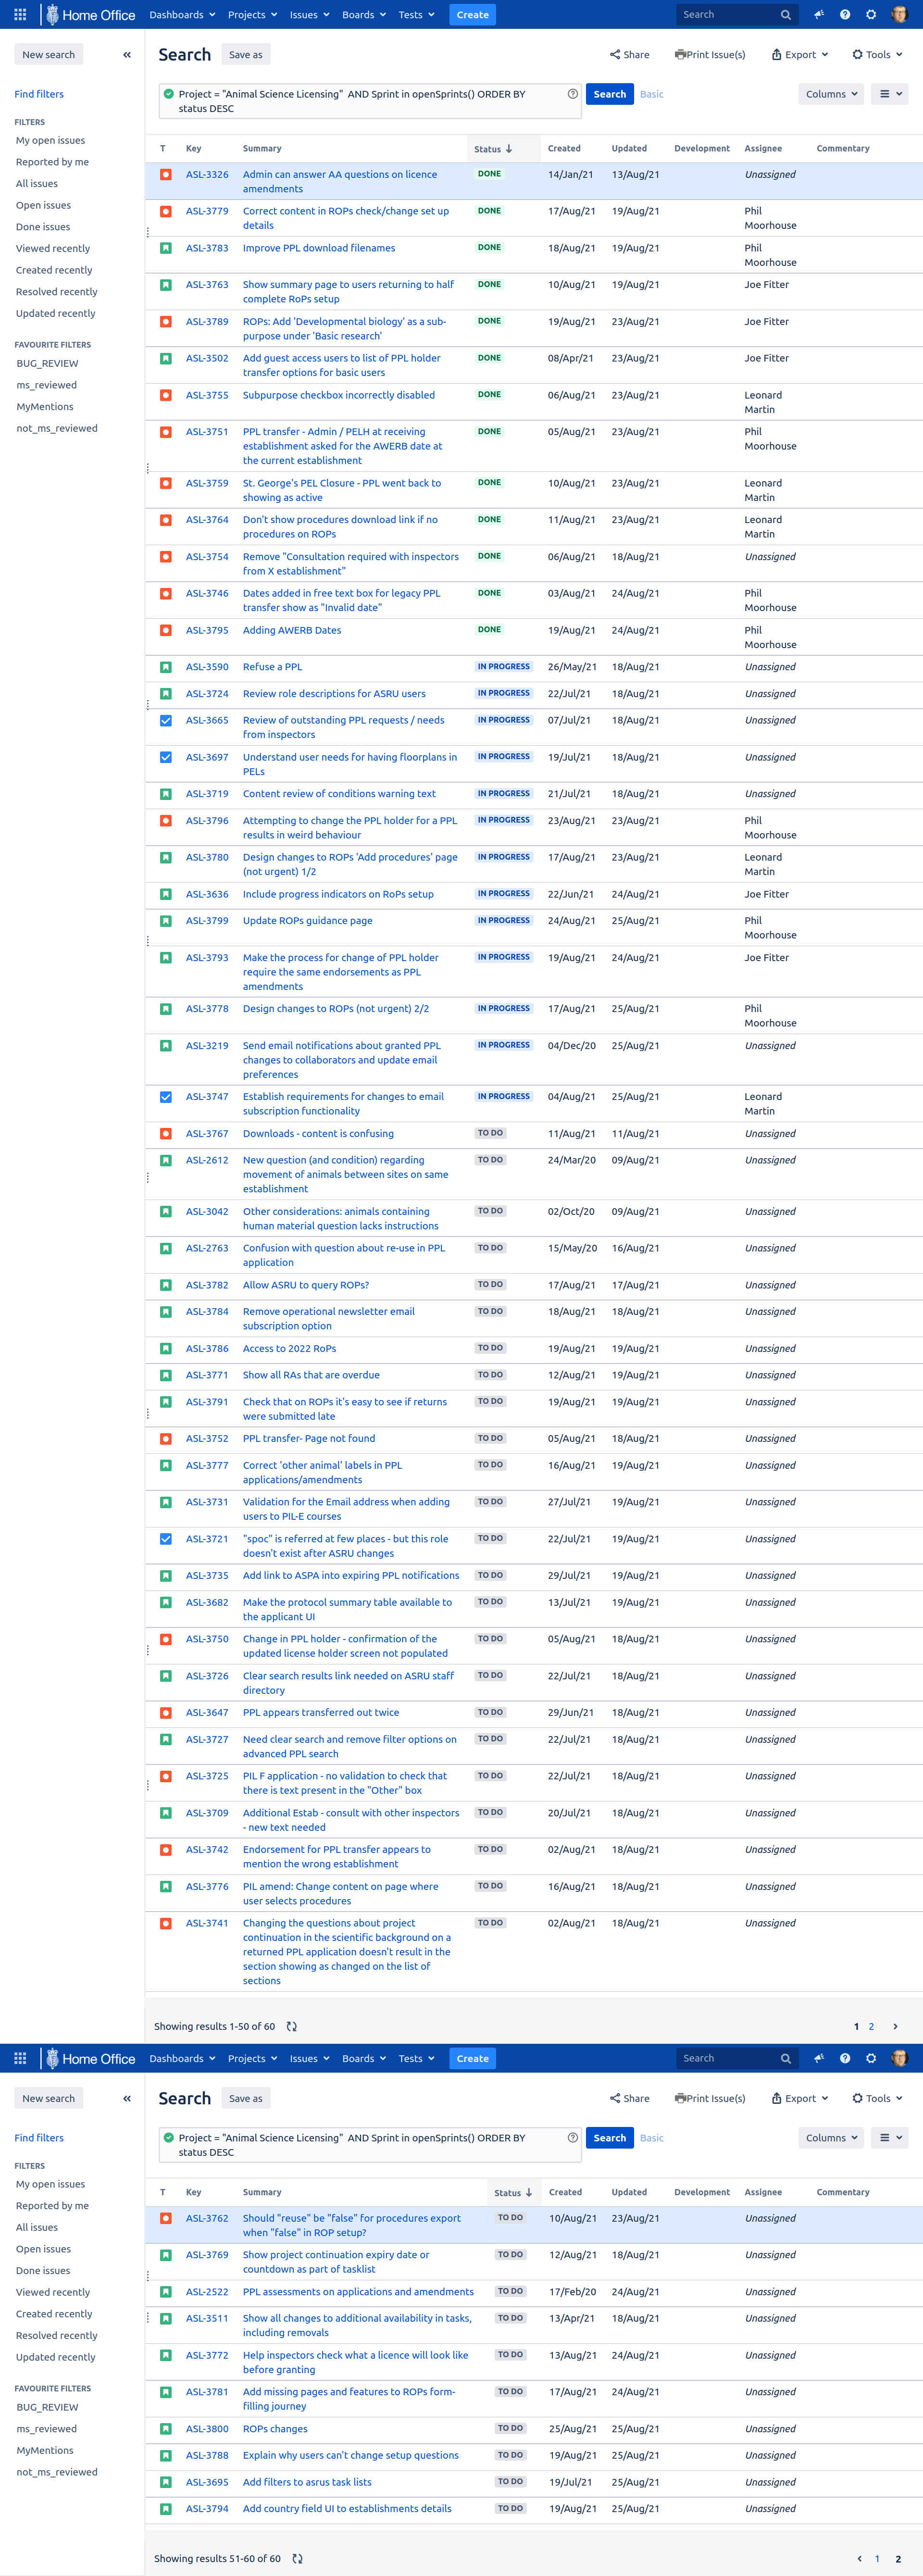 Home Office Dashboards Projects Issues Boards Tests Create Search
New search
Search Save as Share Print Issue(s) Export Tools
Find filters
Project = "Animal Science Licensing" AND Sprint in openSprints() ORDER BY
status DESC
Search Basic Columns
FILTERS
My open issues
Reported by me
All issues
Open issues
Done issues
Viewed recently
Created recently
Resolved recently
Updated recently
FAVOURITE FILTERS
BUG_REVIEW
ms_reviewed
MyMentions
not_ms_reviewed
T Key Summary Status Created Updated Development Assignee Commentary
ASL-3326 Admin can answer AA questions on licence DONE 14/Jan/21 13/Aug/21 Unassigned
amendments
ASL-3779 Correct content in ROPs check/change set up DONE 17/Aug/21 19/Aug/21 Phil
details Moorhouse
ASL-3783 Improve PPL download filenames DONE 18/Aug/21 19/Aug/21 Phil
Moorhouse
ASL-3763 Show summary page to users returning to half DONE 10/Aug/21 19/Aug/21 Joe Fitter
complete RoPs setup
ASL-3789 ROPs: Add 'Developmental biology' as a sub- DONE 19/Aug/21 23/Aug/21 Joe Fitter
purpose under 'Basic research'
ASL-3502 Add guest access users to list of PPL holder DONE 08/Apr/21 23/Aug/21 Joe Fitter
transfer options for basic users
ASL-3755 Subpurpose checkbox incorrectly disabled DONE 06/Aug/21 23/Aug/21 Leonard
Martin
ASL-3751 PPL transfer - Admin / PELH at receiving DONE 05/Aug/21 23/Aug/21 Phil
establishment asked for the AWERB date at Moorhouse
the current establishment
ASL-3759 St. George's PEL Closure - PPL went back to DONE 10/Aug/21 23/Aug/21 Leonard
showing as active Martin
ASL-3764 Don't show procedures download link if no DONE 11/Aug/21 23/Aug/21 Leonard
procedures on ROPs Martin
ASL-3754 Remove "Consultation required with inspectors DONE 06/Aug/21 18/Aug/21 Unassigned
from X establishment"
ASL-3746 Dates added in free text box for legacy PPL DONE 03/Aug/21 24/Aug/21 Phil
transfer show as "Invalid date" Moorhouse
ASL-3795 Adding AWERB Dates DONE 19/Aug/21 24/Aug/21 Phil
Moorhouse
ASL-3590 Refuse a PPL IN PROGRESS 26/May/21 18/Aug/21 Unassigned
ASL-3724 Review role descriptions for ASRU users IN PROGRESS 22/Jul/21 18/Aug/21 Unassigned
ASL-3665 Review of outstanding PPL requests / needs IN PROGRESS 07/Jul/21 18/Aug/21 Unassigned
from inspectors
ASL-3697 Understand user needs for having floorplans in IN PROGRESS 19/Jul/21 18/Aug/21 Unassigned
PELs
ASL-3719 Content review of conditions warning text IN PROGRESS 21/Jul/21 18/Aug/21 Unassigned
ASL-3796 Attempting to change the PPL holder for a PPL IN PROGRESS 23/Aug/21 23/Aug/21 Phil
results in weird behaviour Moorhouse
ASL-3780 Design changes to ROPs 'Add procedures' page IN PROGRESS 17/Aug/21 23/Aug/21 Leonard
(not urgent) 1/2 Martin
ASL-3636 Include progress indicators on RoPs setup IN PROGRESS 22/Jun/21 24/Aug/21 Joe Fitter
ASL-3799 Update ROPs guidance page IN PROGRESS 24/Aug/21 25/Aug/21 Phil
Moorhouse
ASL-3793 Make the process for change of PPL holder IN PROGRESS 19/Aug/21 24/Aug/21 Joe Fitter
require the same endorsements as PPL
amendments
ASL-3778 Design changes to ROPs (not urgent) 2/2 IN PROGRESS 17/Aug/21 25/Aug/21 Phil
Moorhouse
ASL-3219 Send email notifications about granted PPL IN PROGRESS 04/Dec/20 25/Aug/21 Unassigned
changes to collaborators and update email
preferences
ASL-3747 Establish requirements for changes to email IN PROGRESS 04/Aug/21 25/Aug/21 Leonard
subscription functionality Martin
ASL-3767 Downloads - content is confusing TO DO 11/Aug/21 11/Aug/21 Unassigned
ASL-2612 New question (and condition) regarding TO DO 24/Mar/20 09/Aug/21 Unassigned
movement of animals between sites on same
establishment
ASL-3042 Other considerations: animals containing TO DO 02/Oct/20 09/Aug/21 Unassigned
human material question lacks instructions
ASL-2763 Confusion with question about re-use in PPL TO DO 15/May/20 16/Aug/21 Unassigned
application
ASL-3782 Allow ASRU to query ROPs? TO DO 17/Aug/21 17/Aug/21 Unassigned
ASL-3784 Remove operational newsletter email TO DO 18/Aug/21 18/Aug/21 Unassigned
subscription option
ASL-3786 Access to 2022 RoPs TO DO 19/Aug/21 19/Aug/21 Unassigned
ASL-3771 Show all RAs that are overdue TO DO 12/Aug/21 19/Aug/21 Unassigned
ASL-3791 Check that on ROPs it's easy to see if returns TO DO 19/Aug/21 19/Aug/21 Unassigned
were submitted late
ASL-3752 PPL transfer- Page not found TO DO 05/Aug/21 18/Aug/21 Unassigned
ASL-3777 Correct 'other animal' labels in PPL TO DO 16/Aug/21 19/Aug/21 Unassigned
applications/amendments
ASL-3731 Validation for the Email address when adding TO DO 27/Jul/21 19/Aug/21 Unassigned
users to PIL-E courses
ASL-3721 "spoc" is referred at few places - but this role TO DO 22/Jul/21 19/Aug/21 Unassigned
doesn't exist after ASRU changes
ASL-3735 Add link to ASPA into expiring PPL notifications TO DO 29/Jul/21 19/Aug/21 Unassigned
ASL-3682 Make the protocol summary table available to TO DO 13/Jul/21 19/Aug/21 Unassigned
the applicant UI
ASL-3750 Change in PPL holder - confirmation of the TO DO 05/Aug/21 18/Aug/21 Unassigned
updated license holder screen not populated
ASL-3726 Clear search results link needed on ASRU staff TO DO 22/Jul/21 18/Aug/21 Unassigned
directory
ASL-3647 PPL appears transferred out twice TO DO 29/Jun/21 18/Aug/21 Unassigned
ASL-3727 Need clear search and remove filter options on TO DO 22/Jul/21 18/Aug/21 Unassigned
advanced PPL search
ASL-3725 PIL F application - no validation to check that TO DO 22/Jul/21 18/Aug/21 Unassigned
there is text present in the "Other" box
ASL-3709 Additional Estab - consult with other inspectors TO DO 20/Jul/21 18/Aug/21 Unassigned
- new text needed
ASL-3742 Endorsement for PPL transfer appears to TO DO 02/Aug/21 18/Aug/21 Unassigned
mention the wrong establishment
ASL-3776 PIL amend: Change content on page where TO DO 16/Aug/21 18/Aug/21 Unassigned
user selects procedures
ASL-3741 Changing the questions about project TO DO 02/Aug/21 18/Aug/21 Unassigned
continuation in the scientific background on a
returned PPL application doesn't result in the
section showing as changed on the list of
sections
Showing results 1-50 of 60 1 2
Home Office Dashboards Projects Issues Boards Tests Create Search
New search
Search Save as Share Print Issue(s) Export Tools
Find filters
Project = "Animal Science Licensing" AND Sprint in openSprints() ORDER BY
status DESC
Search Basic Columns
FILTERS
My open issues
Reported by me
All issues
Open issues
Done issues
Viewed recently
Created recently
Resolved recently
Updated recently
FAVOURITE FILTERS
BUG_REVIEW
ms_reviewed
MyMentions
not_ms_reviewed
T Key Summary Status Created Updated Development Assignee Commentary
ASL-3762 Should "reuse" be "false" for procedures export TO DO 10/Aug/21 23/Aug/21 Unassigned
when "false" in ROP setup?
ASL-3769 Show project continuation expiry date or TO DO 12/Aug/21 18/Aug/21 Unassigned
countdown as part of tasklist
ASL-2522 PPL assessments on applications and amendments TO DO 17/Feb/20 24/Aug/21 Unassigned
ASL-3511 Show all changes to additional availability in tasks, TO DO 13/Apr/21 18/Aug/21 Unassigned
including removals
ASL-3772 Help inspectors check what a licence will look like TO DO 13/Aug/21 24/Aug/21 Unassigned
before granting
ASL-3781 Add missing pages and features to ROPs form- TO DO 17/Aug/21 24/Aug/21 Unassigned
filling journey
ASL-3800 ROPs changes TO DO 25/Aug/21 25/Aug/21 Unassigned
ASL-3788 Explain why users can't change setup questions TO DO 19/Aug/21 25/Aug/21 Unassigned
ASL-3695 Add filters to asrus task lists TO DO 19/Jul/21 25/Aug/21 Unassigned
ASL-3794 Add country field UI to establishments details TO DO 19/Aug/21 25/Aug/21 Unassigned
Showing results 51-60 of 60 1 2